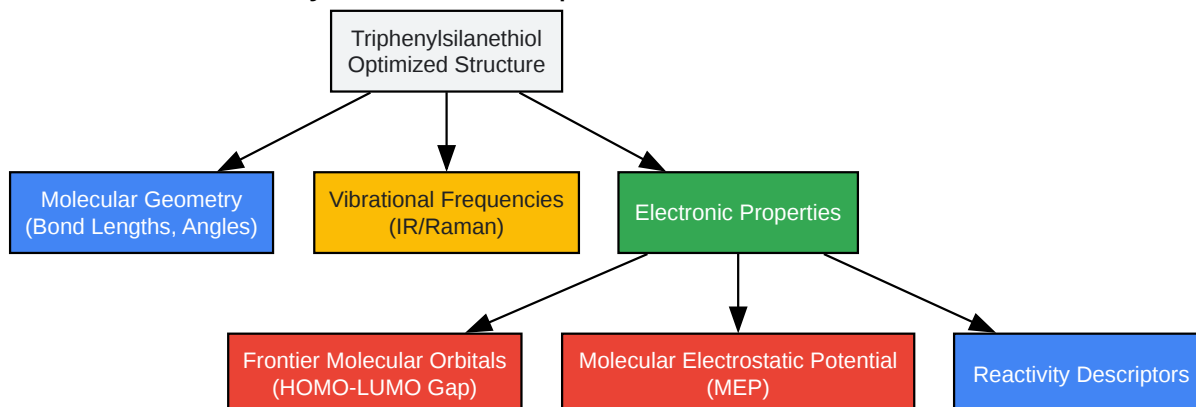 Triphenylsilanethiol
Optimized Structure
Molecular Geometry
(Bond Lengths, Angles)
Vibrational Frequencies
(IR/Raman)
Electronic Properties
Frontier Molecular Orbitals
(HOMO-LUMO Gap)
Molecular Electrostatic Potential
(MEP)
Reactivity Descriptors